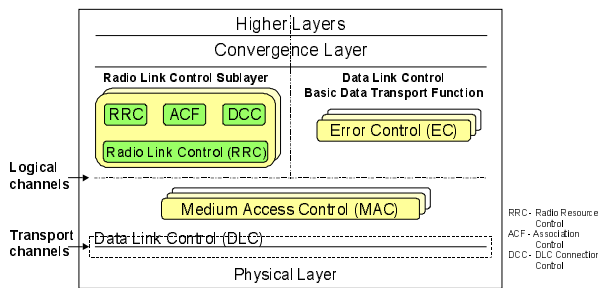 Higher Layers
Convergence Layer
Radio Link Control Sublayer
RRC ACF DCC
Radio Link Control (RRC)
Data Link Control
Basic Data Transport Function
Error Control (EC)
Logical
channels
Medium Access Control (MAC)
Transport
channels
Data Link Control (DLC)
Physical Layer
RRC - Radio Resource
Control
ACF - Association
Control
DCC - DLC Connection
Control